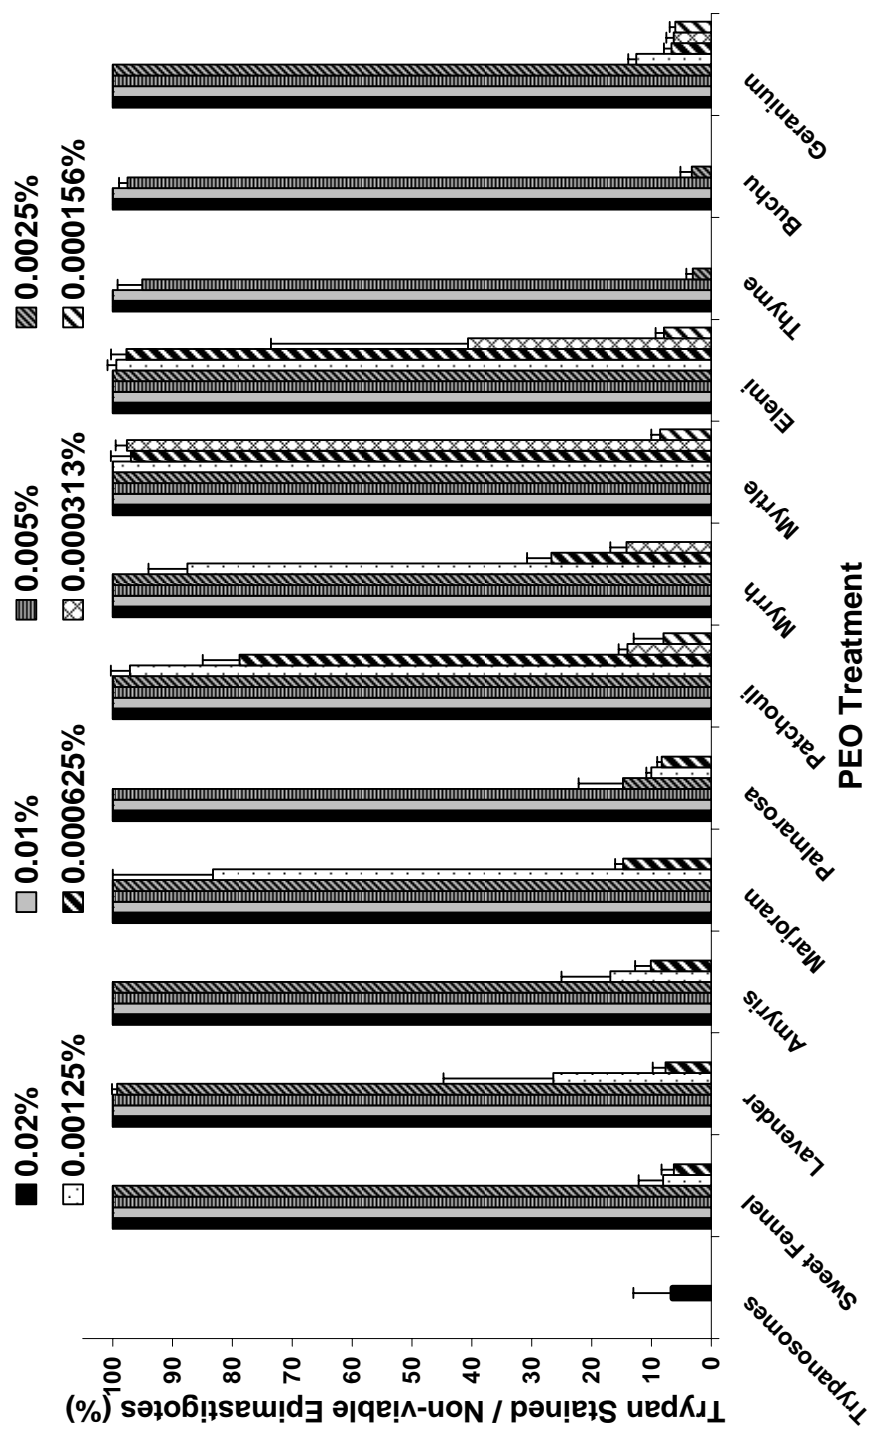 0.02% 0.01% 0.005% 0.0025%
0.00125% 0.000625% 0.000313% 0.000156%
Trypan Stained / Non-viable Epimastigotes (%)
100
90
80
70
60
50
40
30
20
10
0
Trypanosomes
Sweet Fennel
Lavender
Amyris
Marjoram
Palmarosa
Patchouli
Myrrh
Myrtle
Elemi
Thyme
Buchu
Geranium
PEO Treatment